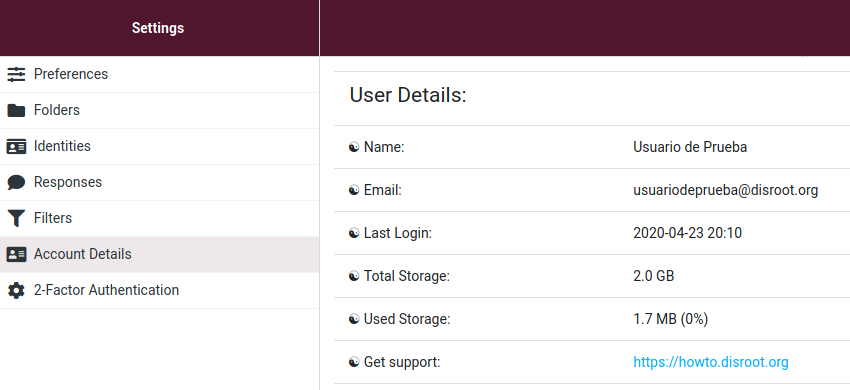 Settings
Preferences
Folders
Identities
Responses
Filters
Account Details
2-Factor Authentication
User Details:
Name: Usuario de Prueba
Email: usuariodeprueba@disroot.org
Last Login: 2020-04-23 20:10
Total Storage: 2.0 GB
Used Storage: 1.7 MB (0%)
Get support: https://howto.disroot.org